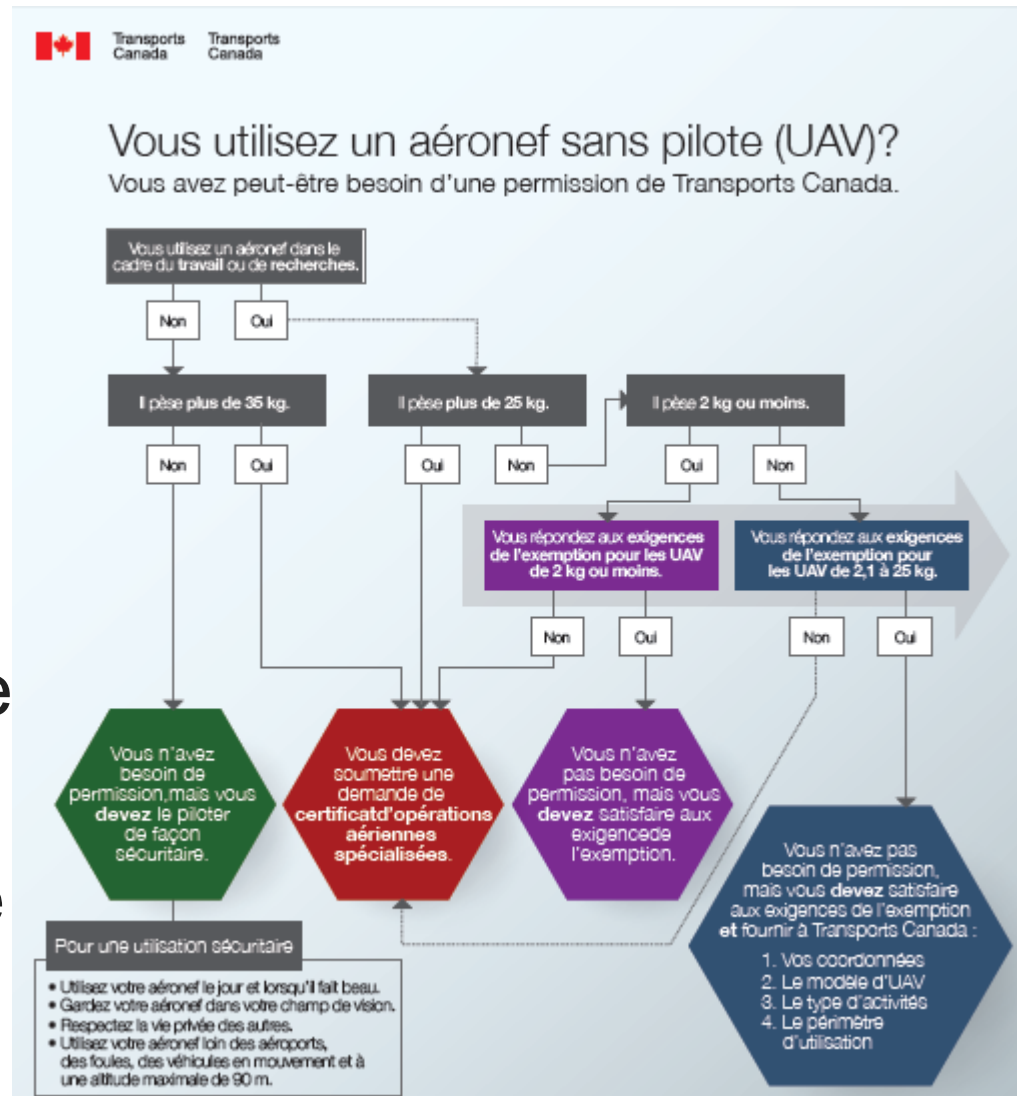 Transports Transports
Canada Canada
Vous utilisez un aéronef sans pilote (UAV)?
Vous avez peut-être besoin d'une permission de Transports Canada.
Vous utilisez un aéronef dans le
cadre du travail ou de recherches.
Non
Oui
Il pèse plus de 35 kg.
Il pèse plus de 25 kg.
Il pèse 2 kg ou moins.
Non
Oui
Oui
Non
Oui
Non
Vous répondez aux exigences
de l'exemption pour les UAV
de 2 kg ou moins.
Vous répondez aux exigences
de l'exemption pour
les UAV de 2,1 à 25 kg.
Non
Oui
Non
Oui
e
e
Vous n'avez
besoin de
permission,mais vous
devez le piloter
de façon
sécuritaire.
Vous devez
soumettre une
demande de
certificatd'opérations
aériennes
spécialisées.
Vous n'avez
pas besoin de
permission, mais vous
devez satisfaire aux
exigencede
l'exemption.
Vous n'avez pas
besoin de permission,
mais vous devez satisfaire
aux exigences de l'exemption
et fournir à Transports Canada :
1. Vos coordonnées
2. Le modèle d'UAV
3. Le type d'activités
4. Le périmètre
d'utilisation
Pour une utilisation sécuritaire
• Utilisez votre aéronef le jour et lorsqu'il fait beau.
• Gardez votre aéronef dans votre champ de vision.
• Respectez la vie privée des autres.
• Utilisez votre aéronef loin des aéroports,
des foules, des véhicules en mouvement et à
une altitude maximale de 90 m.